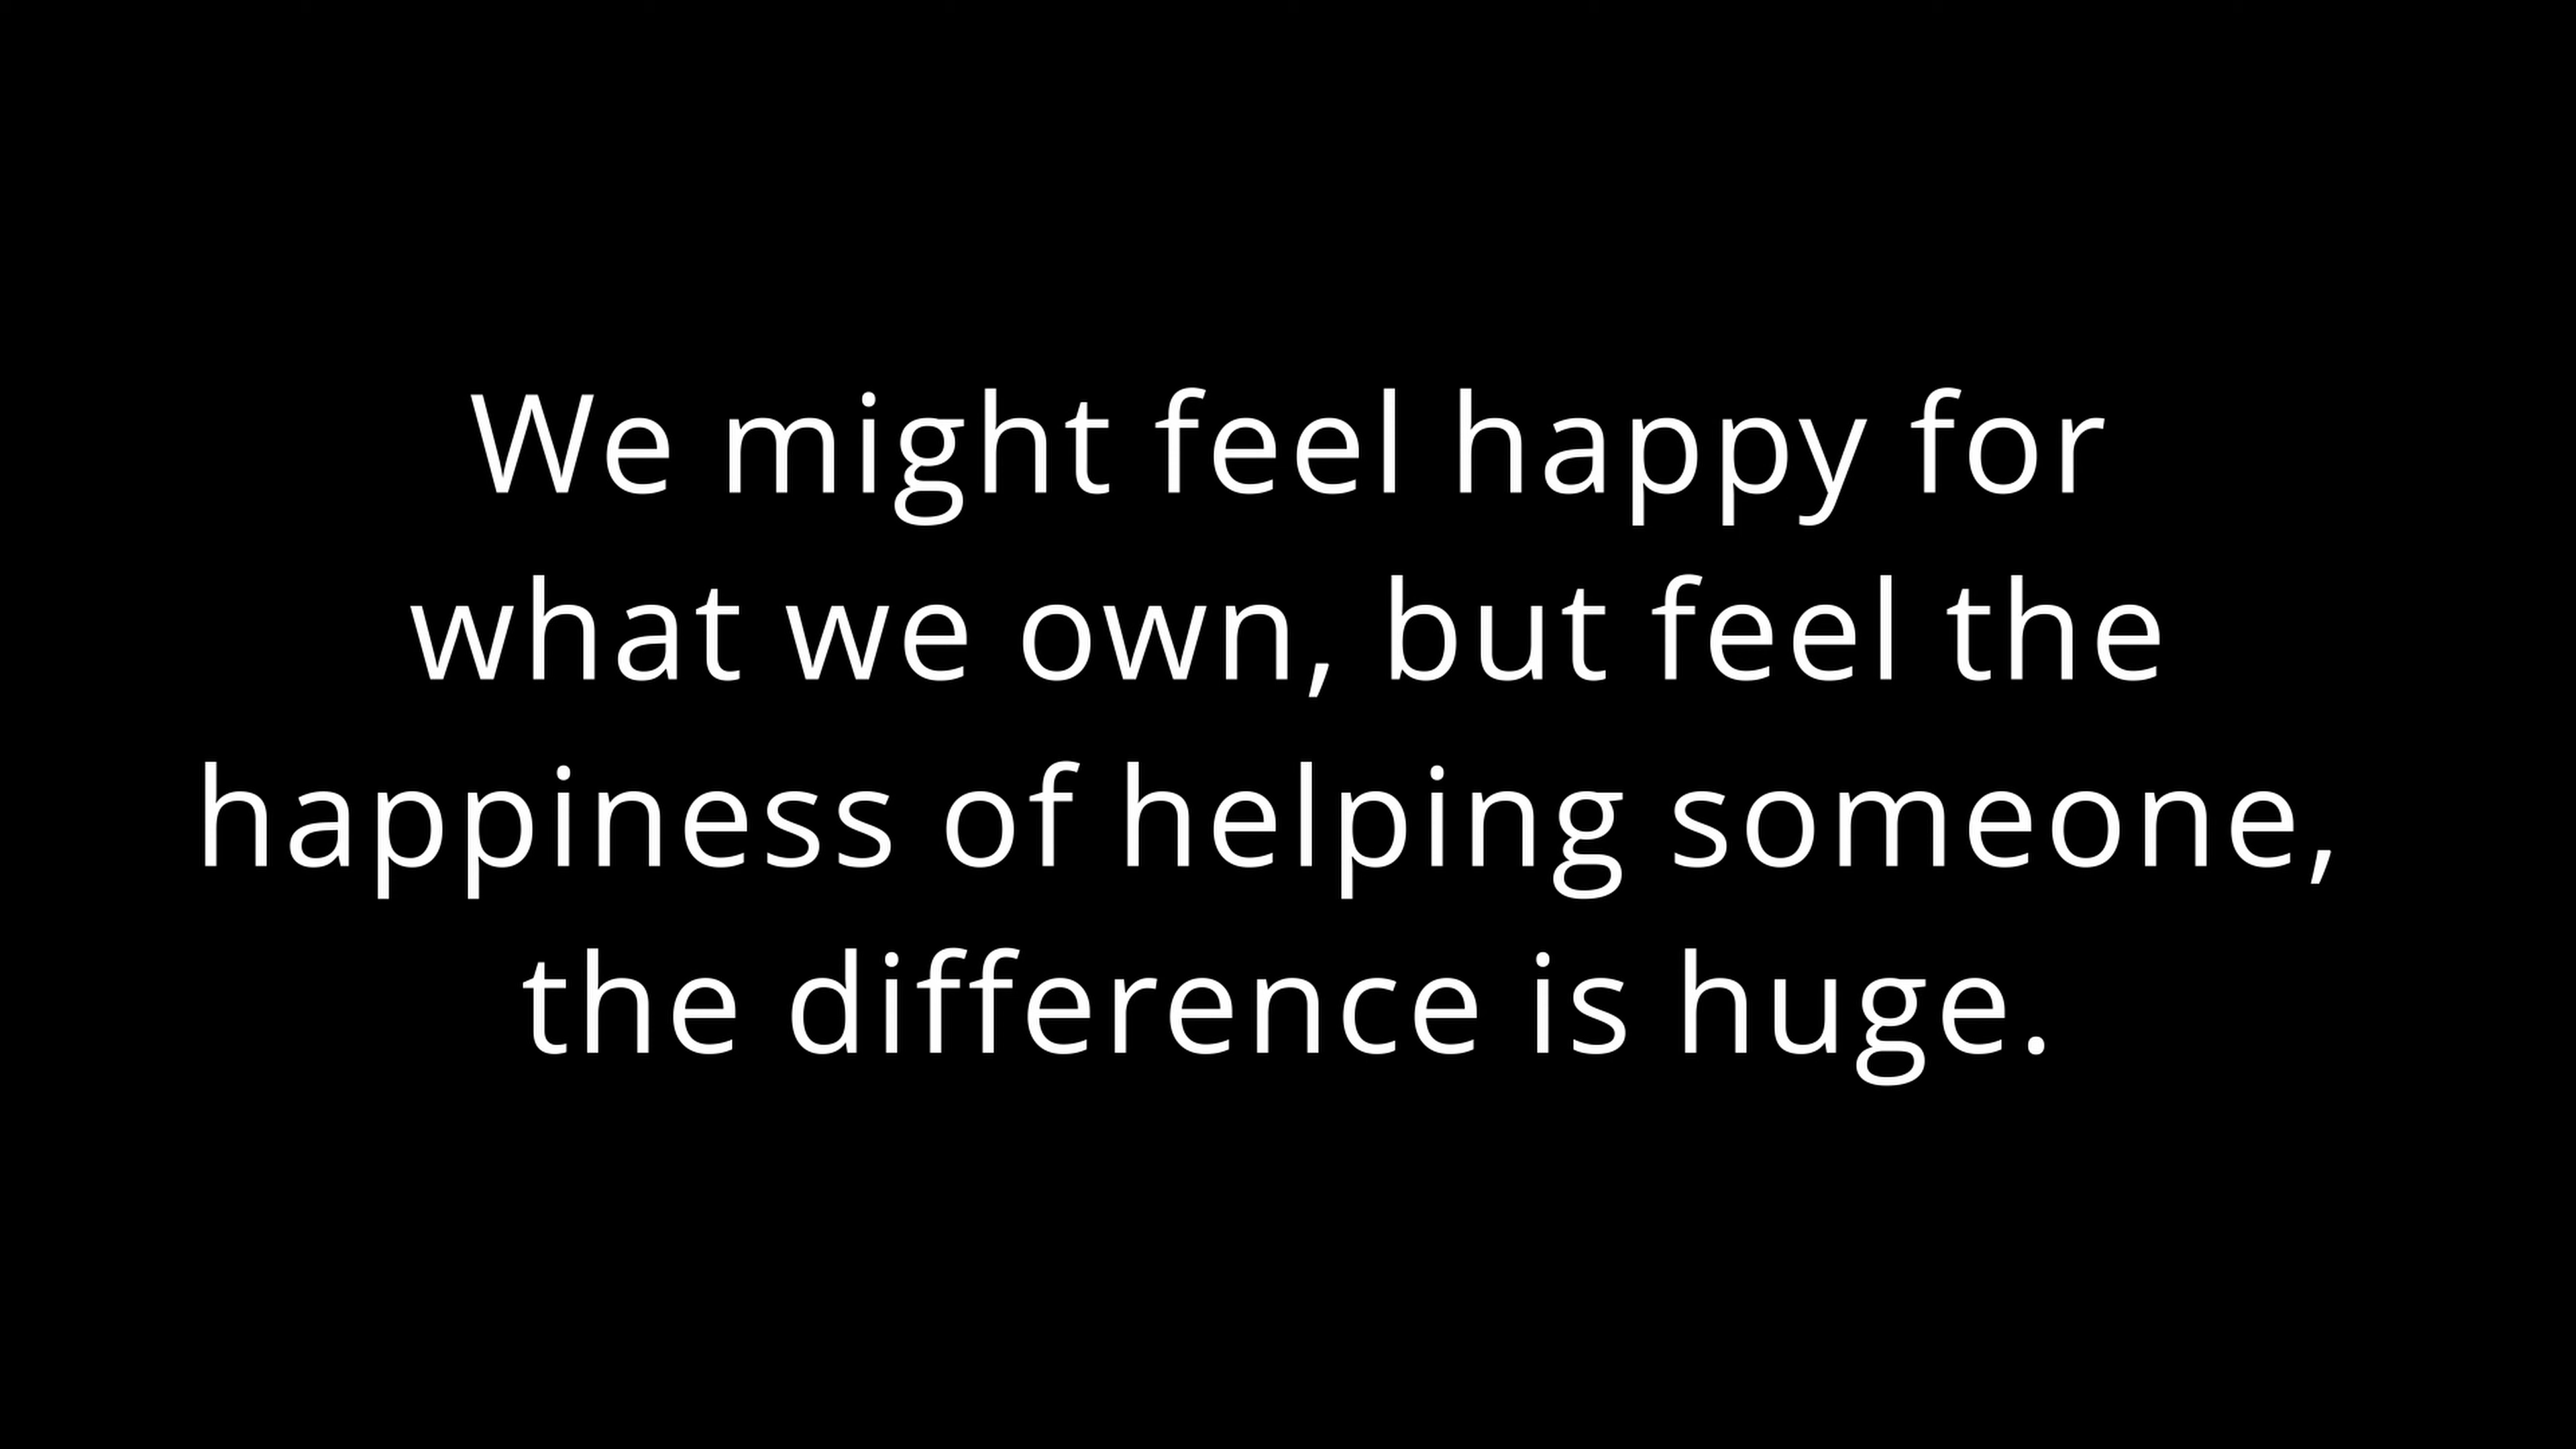 We might feel happy for
what we own, but feel the
happiness of helping someone,
the difference is huge.